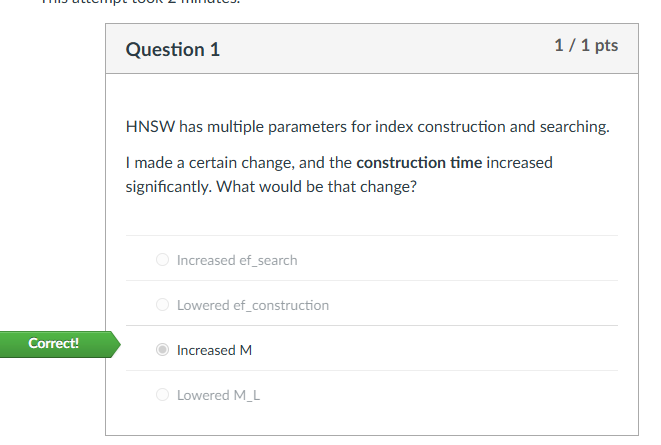 This attempt took 2 minutes.
Question 1
1 / 1 pts
HNSW has multiple parameters for index construction and searching.
I made a certain change, and the construction time increased
significantly. What would be that change?
Increased ef_search
Lowered ef_construction
Correct!
Increased M
Lowered M_L